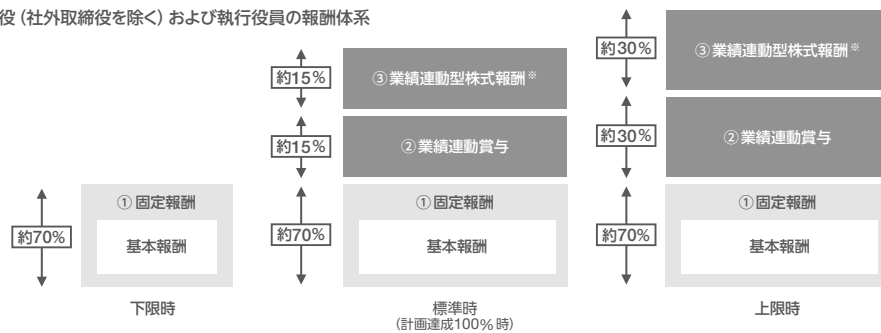 役（社外取締役を除く）および執行役員の報酬体系
約70%
①固定報酬
基本報酬
下限時
約15%
③業績連動型株式報酬※
約15%
②業績連動賞与
約70%
①固定報酬
基本報酬
標準時
(計画達成100%時)
約30%
③業績連動型株式報酬※
約30%
②業績連動賞与
約70%
①固定報酬
基本報酬
上限時